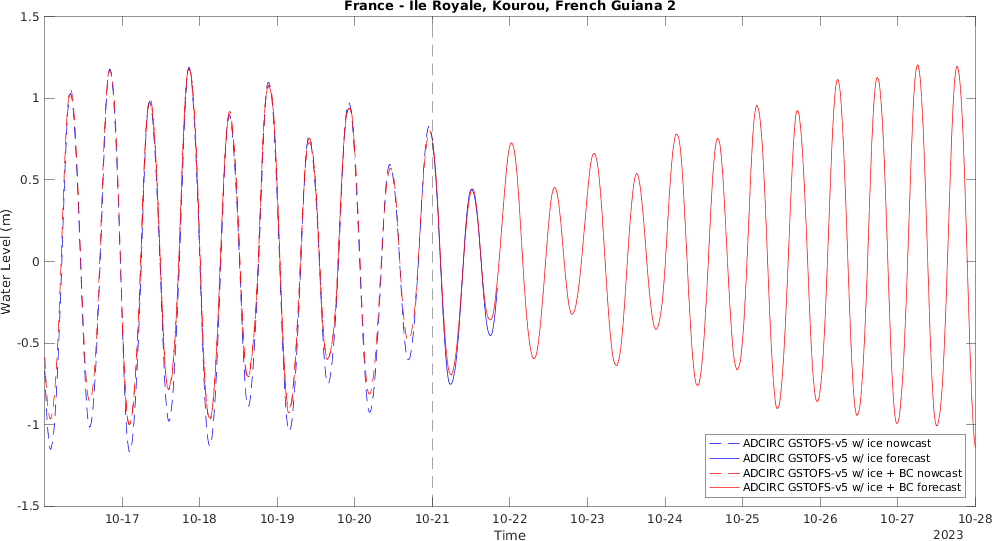 France - Ile Royale, Kourou, French Guiana 2
1.5
1
0.5
0
-0.5
-1
-1.5
Water Level (m)
10-17
10-18
10-19
10-20
10-21
10-22
10-23
10-24
10-25
10-26
10-27
10-28
Time
2023
ADCIRC GSTOFS-v5 w/ ice nowcast
ADCIRC GSTOFS-v5 w/ ice forecast
ADCIRC GSTOFS-v5 w/ ice + BC nowcast
ADCIRC GSTOFS-v5 w/ ice + BC forecast